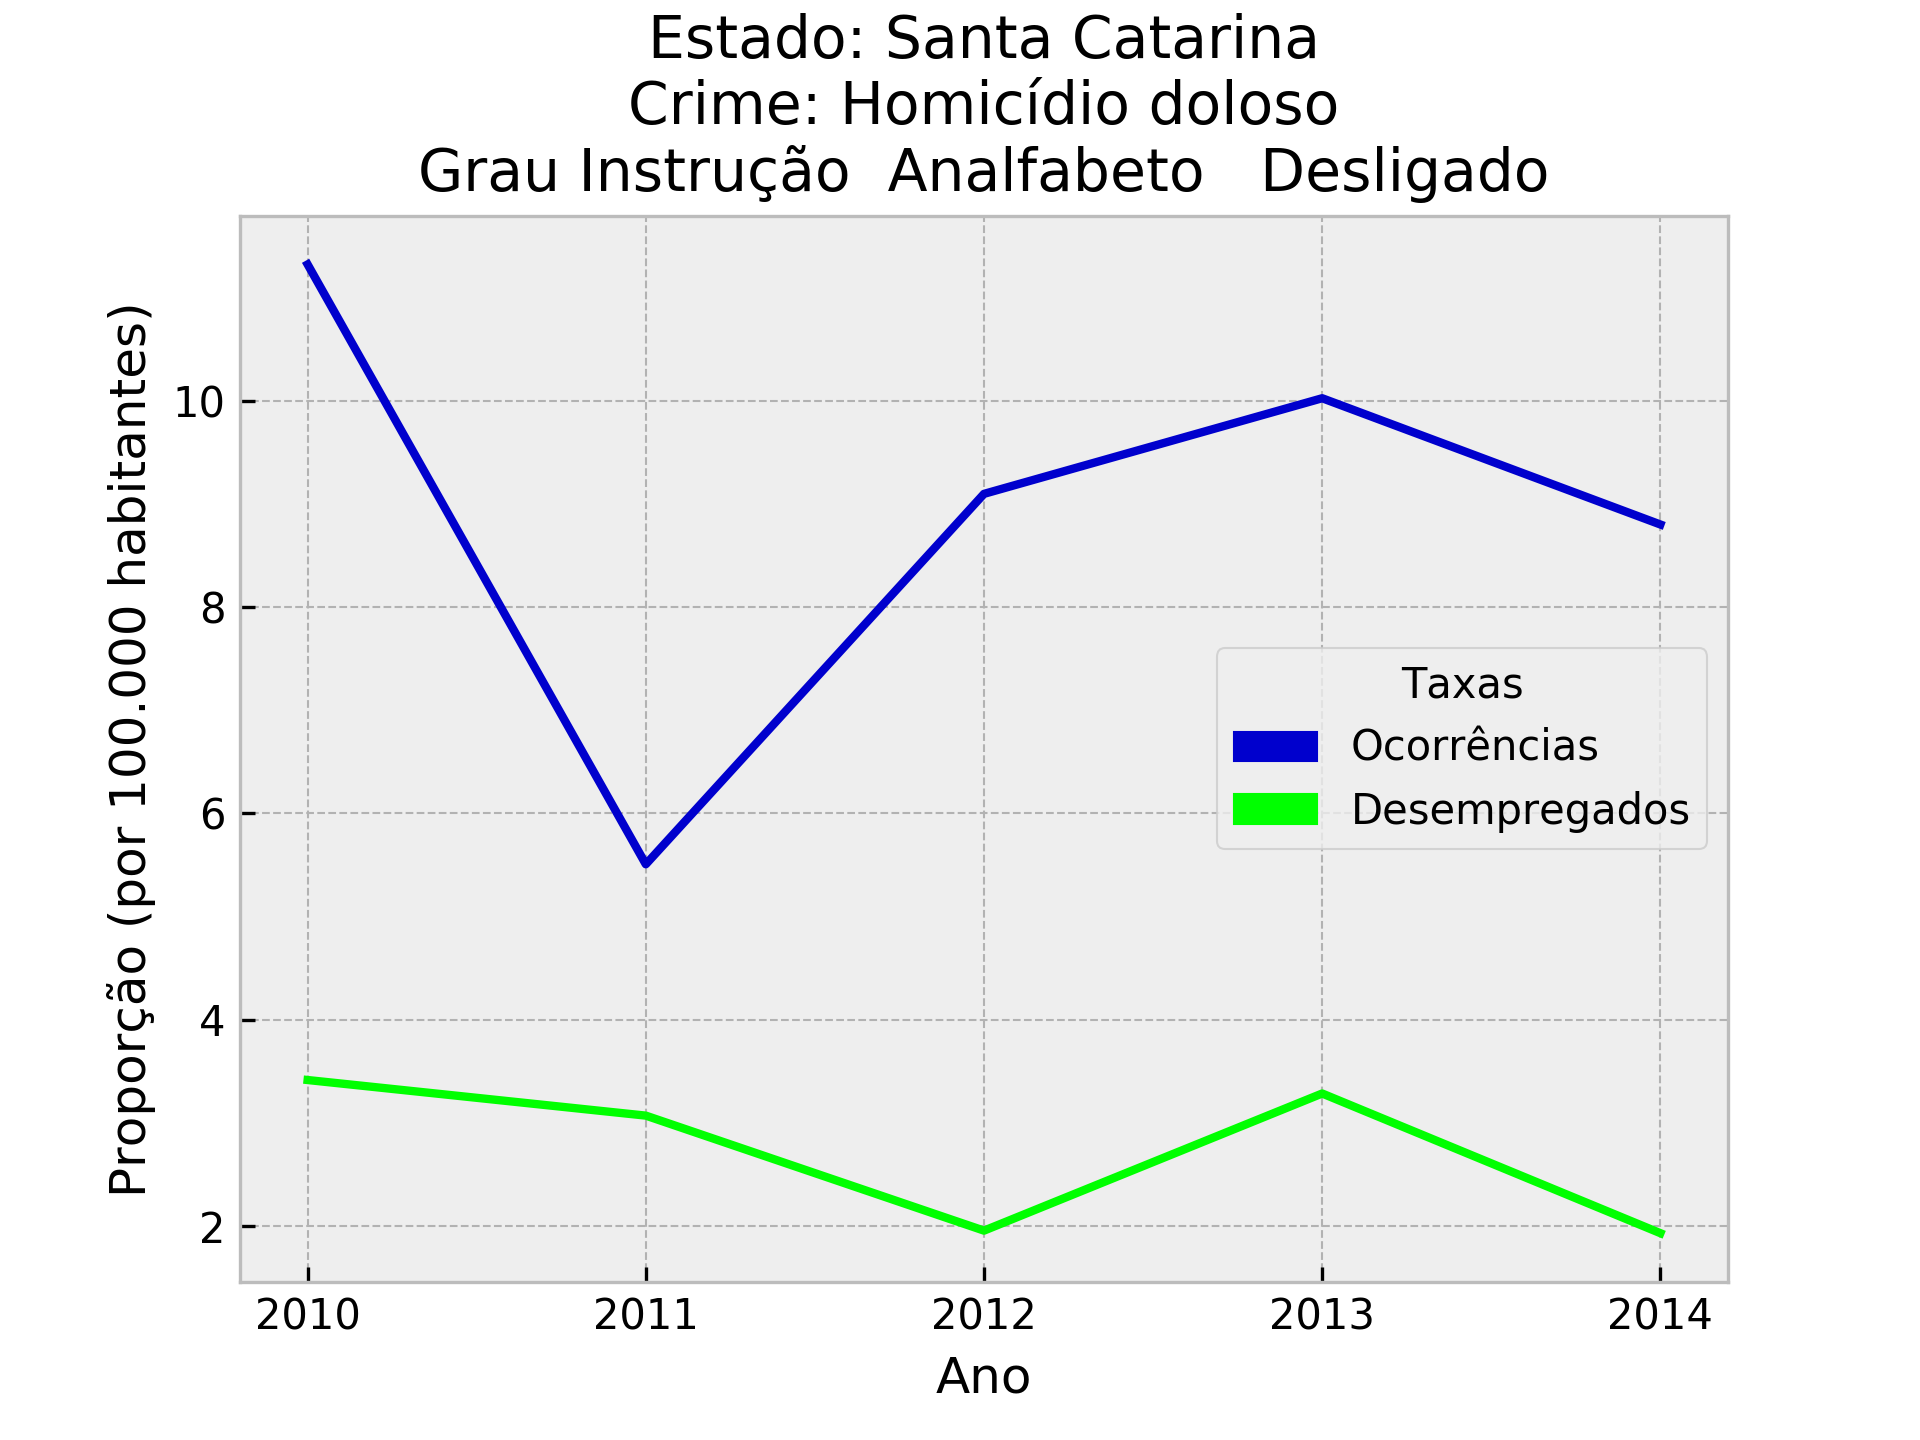 Estado: Santa Catarina
Crime: Homicídio doloso
Grau Instrução  Analfabeto   Desligado
Proporção (por 100.000 habitantes)
10
8
6
4
2
Taxas
Ocorrências
Desempregados
2010 2011 2012 2013 2014
Ano